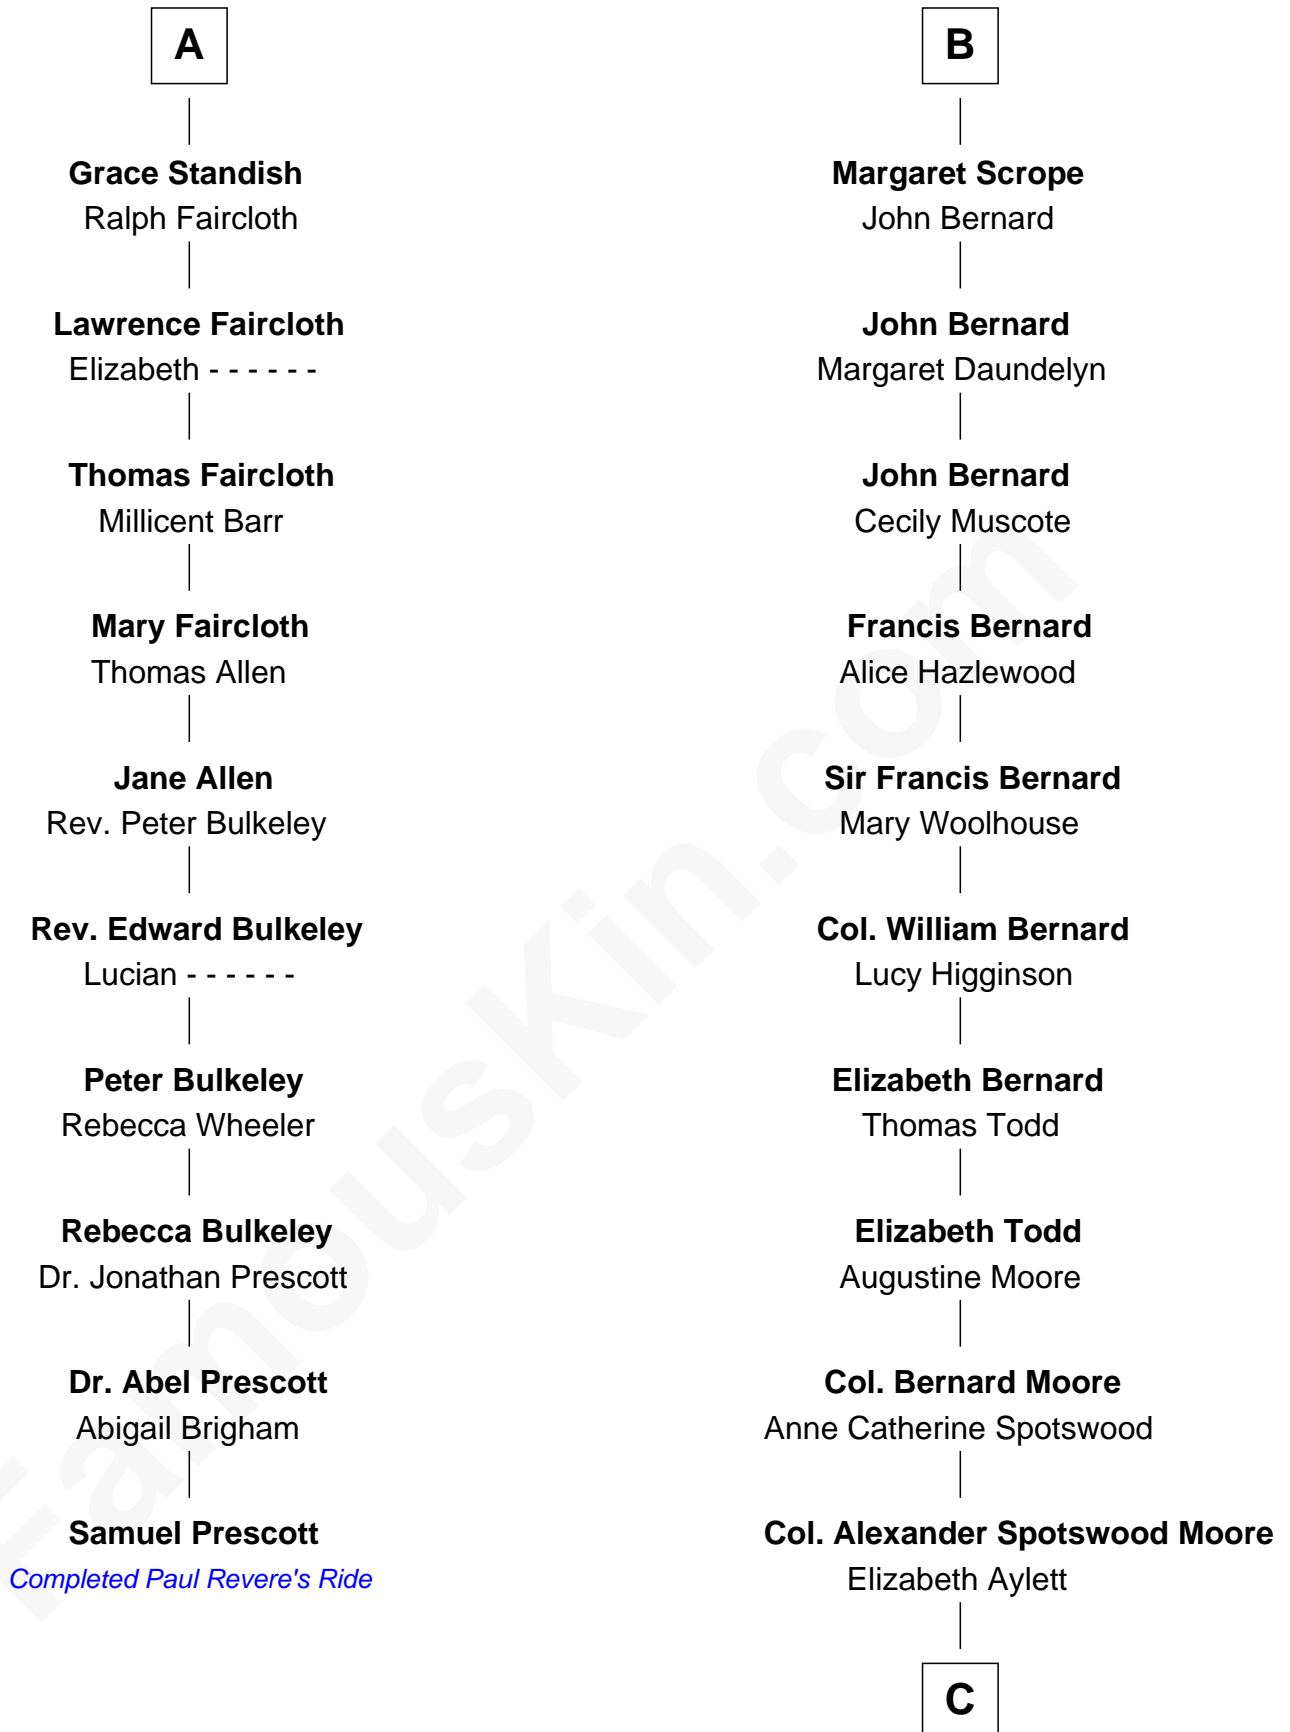 A
Grace Standish
Ralph Faircloth
Lawrence Faircloth
Elizabeth - - - - - -
Thomas Faircloth
Millicent Barr
Mary Faircloth
Thomas Allen
Jane Allen
Rev. Peter Bulkeley
Rev. Edward Bulkeley
Lucian - - - - - -
Peter Bulkeley
Rebecca Wheeler
Rebecca Bulkeley
Dr. Jonathan Prescott
Dr. Abel Prescott
Abigail Brigham
Samuel Prescott
Completed Paul Revere's Ride
B
Margaret Scrope
John Bernard
John Bernard
Margaret Daundelyn
John Bernard
Cecily Muscote
Francis Bernard
Alice Hazlewood
Sir Francis Bernard
Mary Woolhouse
Col. William Bernard
Lucy Higginson
Elizabeth Bernard
Thomas Todd
Elizabeth Todd
Augustine Moore
Col. Bernard Moore
Anne Catherine Spotswood
Col. Alexander Spotswood Moore
Elizabeth Aylett
C
FamousKin.com